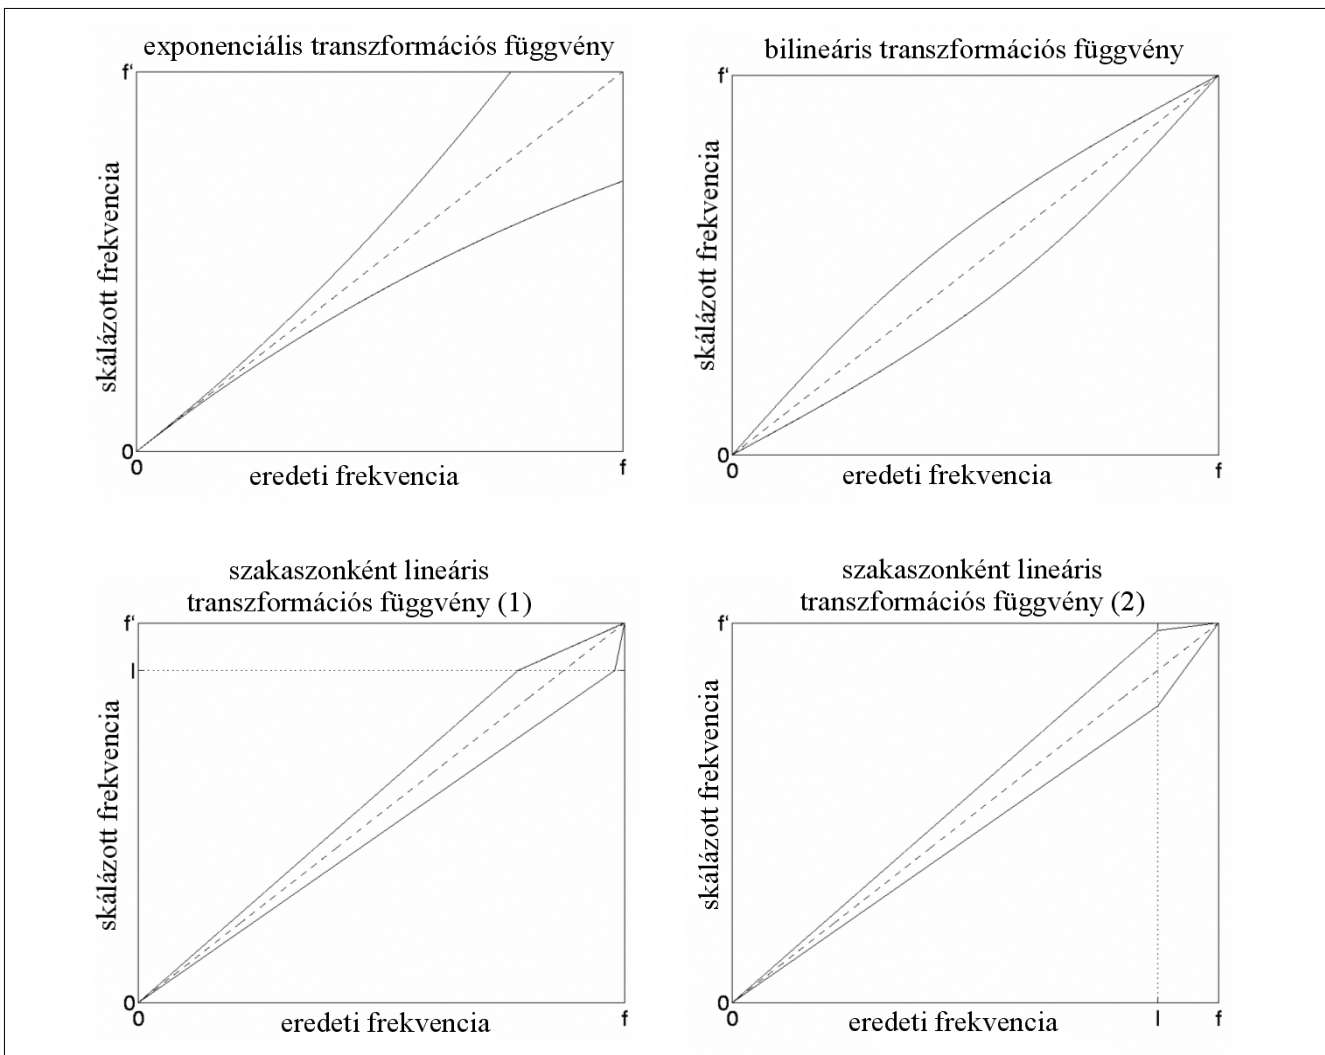 exponenciális transzformációs függvény
f'
skálázott frekvencia
0
0
eredeti frekvencia
f
bilineáris transzformációs függvény
f'
skálázott frekvencia
0
0
eredeti frekvencia
f
szakaszonként lineáris
transzformációs függvény (1)
f'
l
skálázott frekvencia
0
0
eredeti frekvencia
f
szakaszonként lineáris
transzformációs függvény (2)
f'
skálázott frekvencia
0
0
eredeti frekvencia
l
f